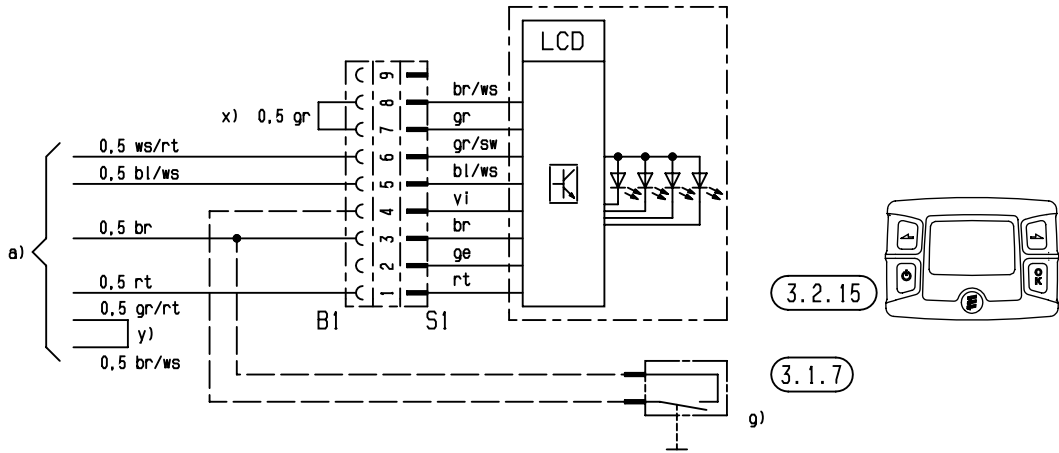 LCD
9
br/ws
8
x) 0,5 gr
gr
7
0,5 ws/rt
gr/sw
6
0,5 bl/ws
bl/ws
5
vi
4
0,5 br
br
3
a)
ge
2
0,5 rt
rt
1
3.2.15
OK
0,5 gr/rt
B1 S1
y)
0,5 br/ws
3.1.7
g)